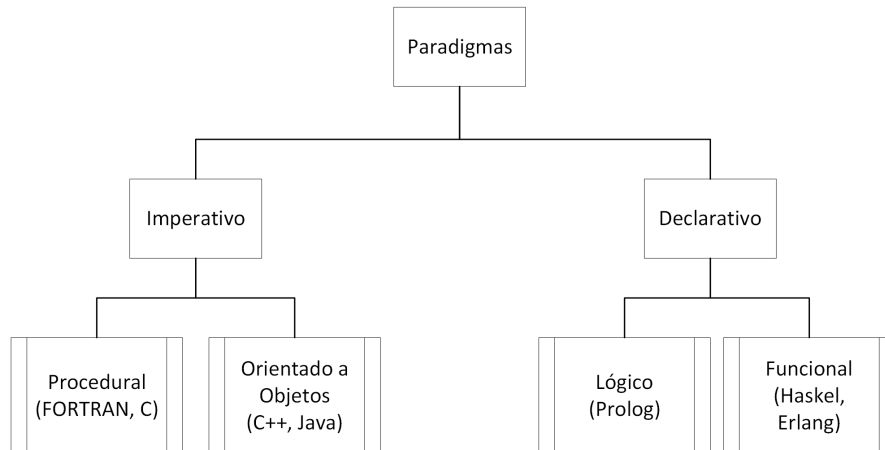 Paradigmas
Imperativo
Declarativo
Procedural
(FORTRAN, C)
Orientado a
Objetos
(C++, Java)
Lógico
(Prolog)
Funcional
(Haskel,
Erlang)